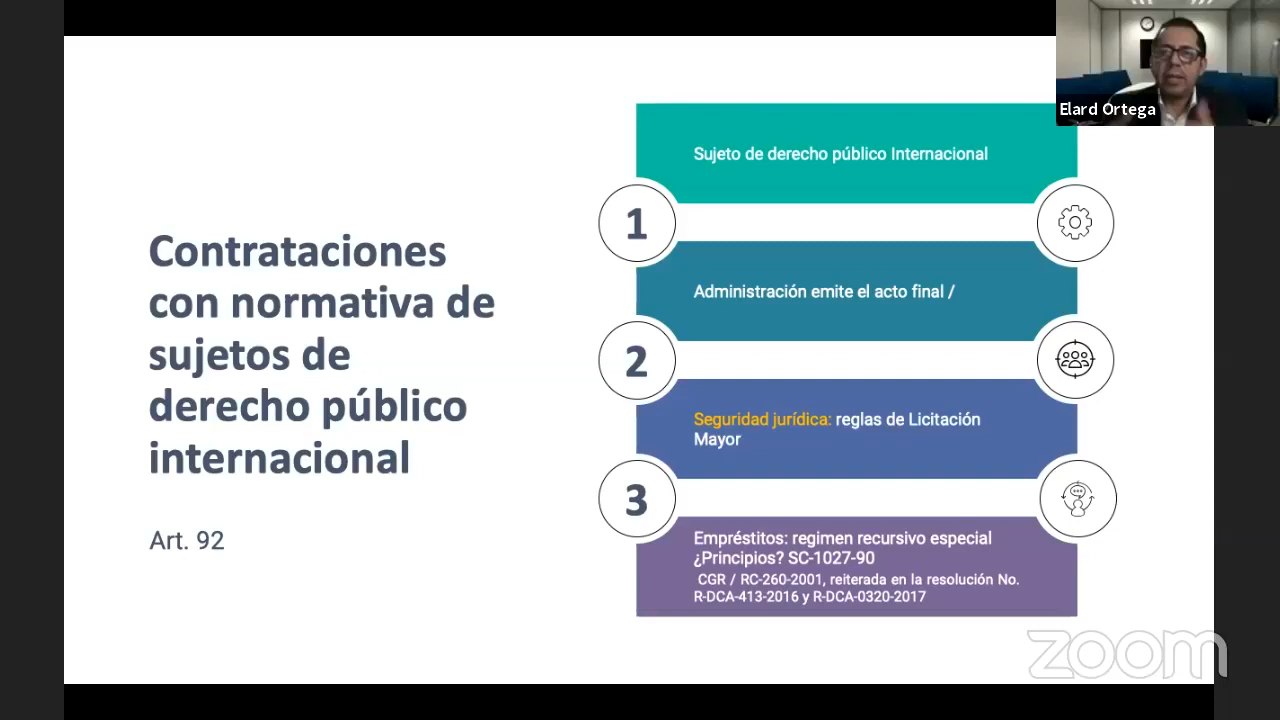 Elard Ortega
Contrataciones
con normativa de
sujetos de
derecho público
internacional
Art. 92
Sujeto de derecho público Internacional
1
Administración emite el acto final /
2
Seguridad jurídica: reglas de Licitación
Mayor
3
Empréstitos: regimen recursivo especial
¿Principios? SC-1027-90
CGR / RC-260-2001, reiterada en la resolución No.
R-DCA-413-2016 y R-DCA-0320-2017
zoom